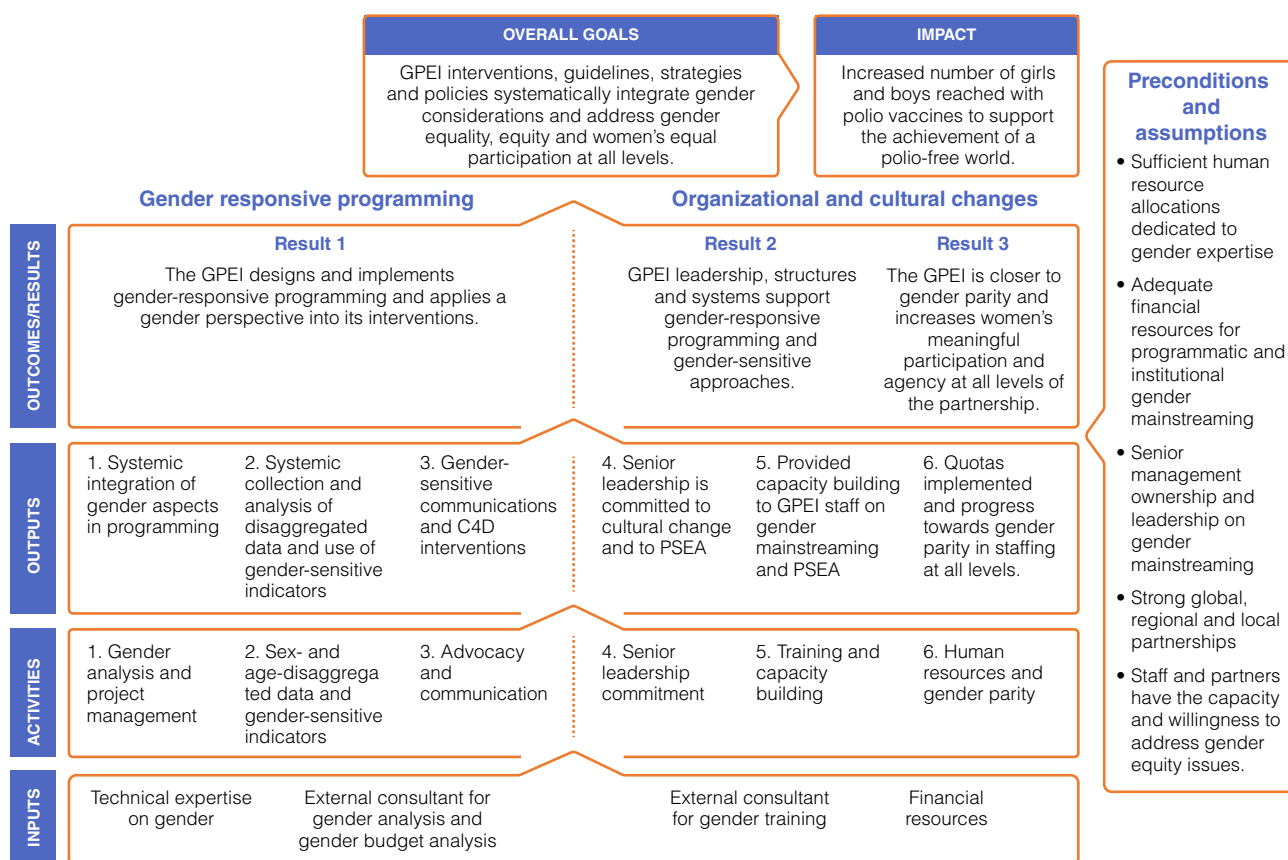 OVERALL GOALS
GPEI interventions, guidelines, strategies
and policies systematically integrate gender
considerations and address gender
equality, equity and women's equal
participation at all levels.
IMPACT
Increased number of girls
and boys reached with
polio vaccines to support
the achievement of a
polio-free world.
Preconditions
and
assumptions
• Sufficient human
resource
allocations
dedicated to
gender expertise
• Adequate
financial
resources for
programmatic and
institutional
gender
mainstreaming
• Senior
management
ownership and
leadership on
gender
mainstreaming
• Strong global,
regional and local
partnerships
• Staff and partners
have the capacity
and willingness to
address gender
equity issues.
Gender responsive programming
Organizational and cultural changes
OUTCOMES/RESULTS
Result 1
The GPEI designs and implements
gender-responsive programming and applies a
gender perspective into its interventions.
Result 2
GPEI leadership, structures
and systems support
gender-responsive
programming and
gender-sensitive
approaches.
Result 3
The GPEI is closer to
gender parity and
increases women's
meaningful
participation and
agency at all levels of
the partnership.
OUTPUTS
1. Systemic
integration of
gender aspects
in programming
2. Systemic
collection and
analysis of
disaggregated
data and use of
gender-sensitive
indicators
3. Gender-
sensitive
communications
and C4D
interventions
4. Senior
leadership is
committed to
cultural change
and to PSEA
5. Provided
capacity building
to GPEI staff on
gender
mainstreaming
and PSEA
6. Quotas
implemented
and progress
towards gender
parity in staffing
at all levels.
ACTIVITIES
1. Gender
analysis and
project
management
2. Sex- and
age-disaggrega
ted data and
gender-sensitive
indicators
3. Advocacy
and
communication
4. Senior
leadership
commitment
5. Training and
capacity
building
6. Human
resources and
gender parity
INPUTS
Technical expertise
on gender
External consultant for
gender analysis and
gender budget analysis
External consultant
for gender training
Financial
resources